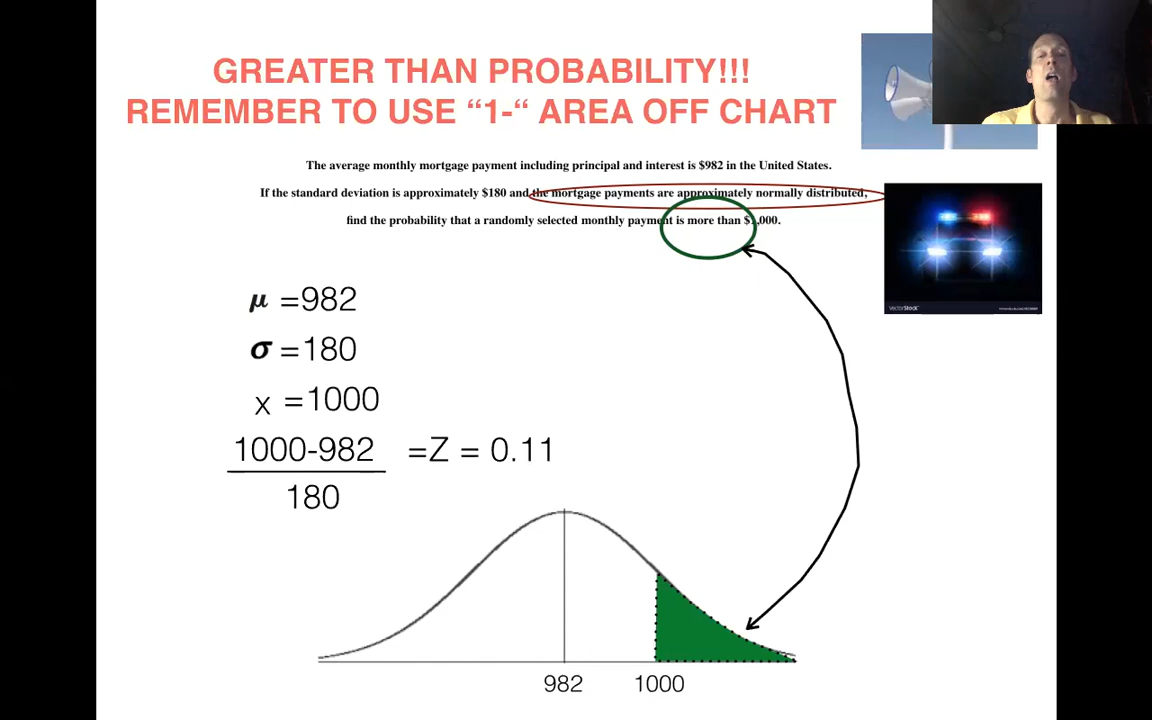 GREATER THAN PROBABILITY!!!
REMEMBER TO USE “1-“ AREA OFF CHART
The average monthly mortgage payment including principal and interest is $982 in the United States.
If the standard deviation is approximately $180 and the mortgage payments are approximately normally distributed,
find the probability that a randomly selected monthly payment is more than $1,000.
μ =982
σ =180
x =1000
1000-982 =Z = 0.11
180
982 1000
VectorStock